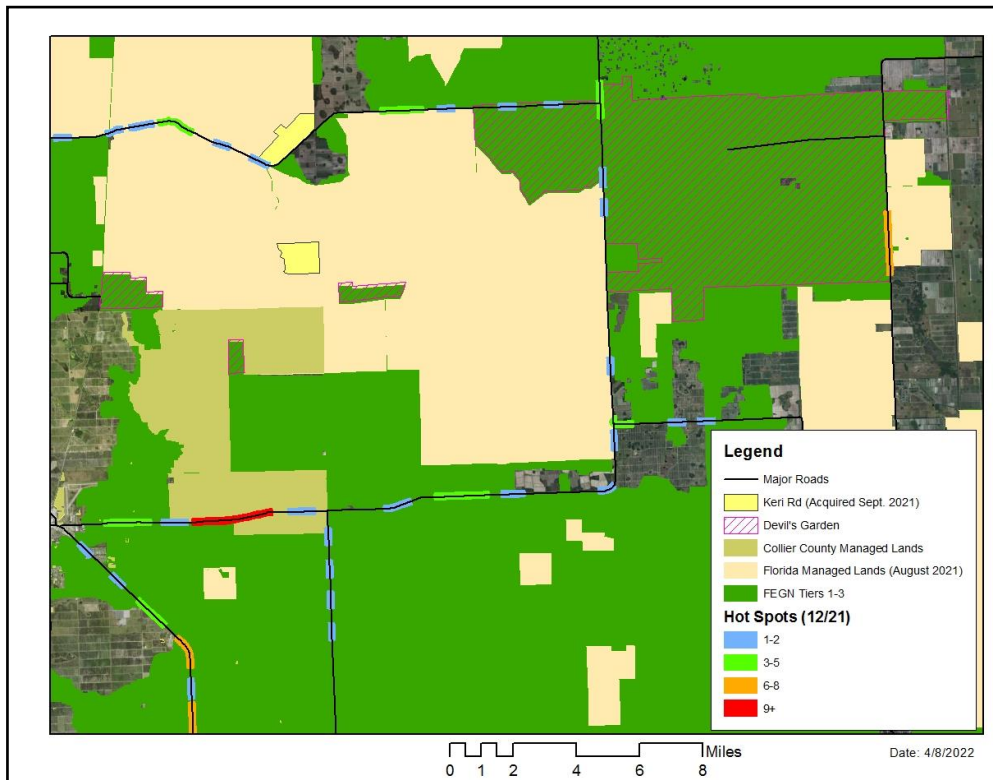 Legend
Major Roads
Keri Rd (Acquired Sept. 2021)
Devil's Garden
Collier County Managed Lands
Florida Managed Lands (August 2021)
FEGN Tiers 1-3
Hot Spots (12/21)
1-2
3-5
6-8
9+
Miles
0 1 2 4 6 8
Date: 4/8/2022